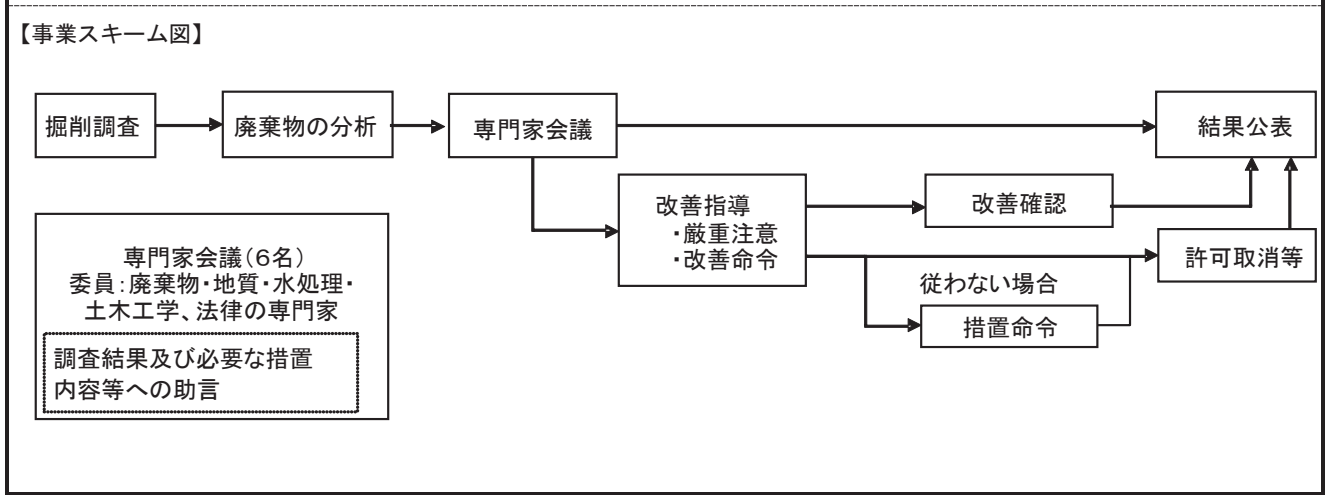 【事業スキーム図】
掘削調査
廃棄物の分析
専門家会議
結果公表
改善指導
・厳重注意
・改善命令
改善確認
許可取消等
従わない場合
措置命令
専門家会議(6名)
委員:廃棄物・地質・水処理・
土木工学、法律の専門家
調査結果及び必要な措置
内容等への助言